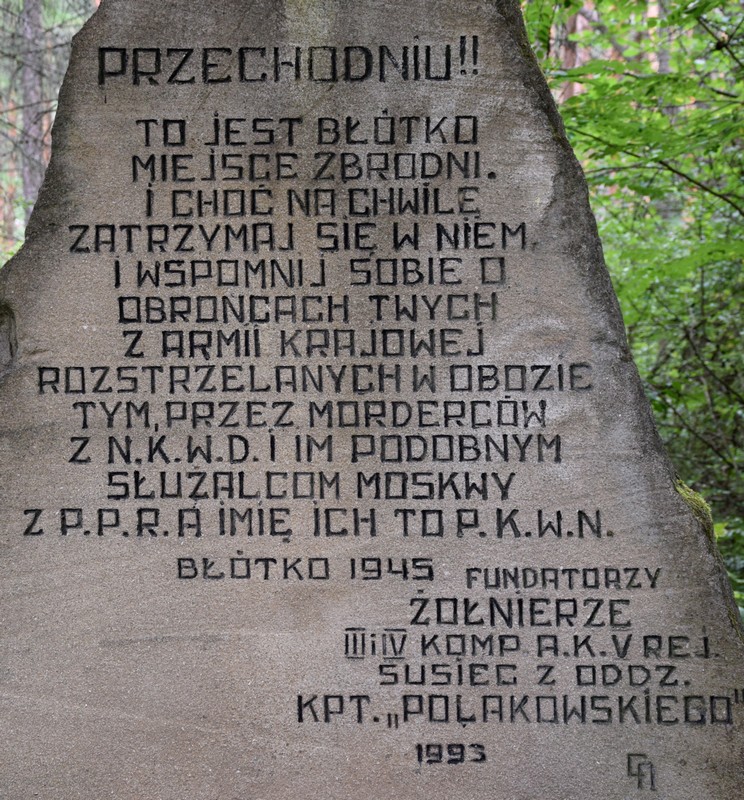 PRZECHODNIU!!
TO JEST BŁÓTKO
MIEJSCE ZBRODNI.
I CHOĆ NA CHWILĘ
ZATRZYMAJ SIĘ W NIEM.
I WSPOMNIJ SOBIE O
OBROŃCACH TWYCH
Z ARMII KRAJOWEJ
ROZSTRZELANYCH W OBOZIE
TYM, PRZEZ MORDERCÓW
Z N.K.W.D. I IM PODOBNYM
SŁUŻALCOM MOSKWY
Z P.P.R. A IMIĘ ICH TO P.K.W.N.
BŁÓTKO 1945
FUNDATORZY
ŻOŁNIERZE
III i IV KOMP. A.K. V REJ.
SUSIEC Z ODDZ.
KPT. „POLAKOWSKIEGO"
1993